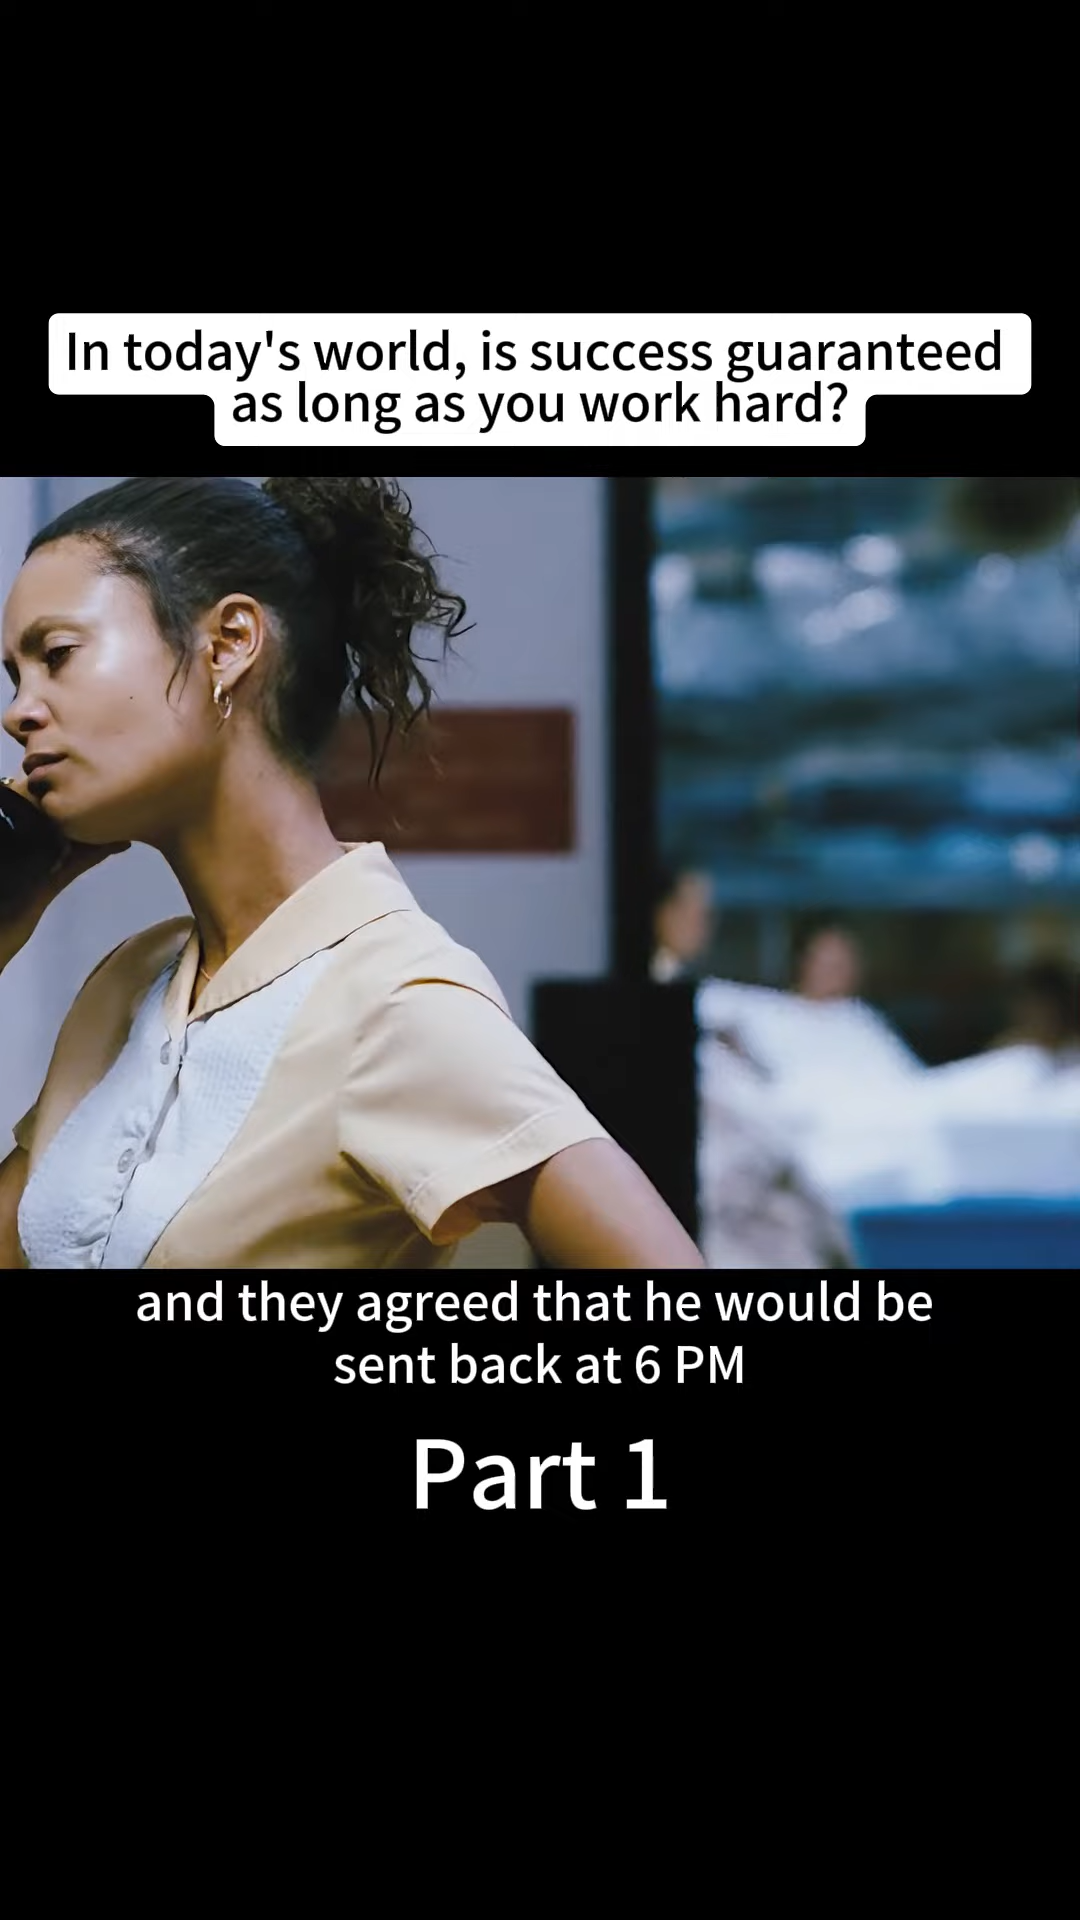 In today's world, is success guaranteed
as long as you work hard?
and they agreed that he would be
sent back at 6 PM
Part 1